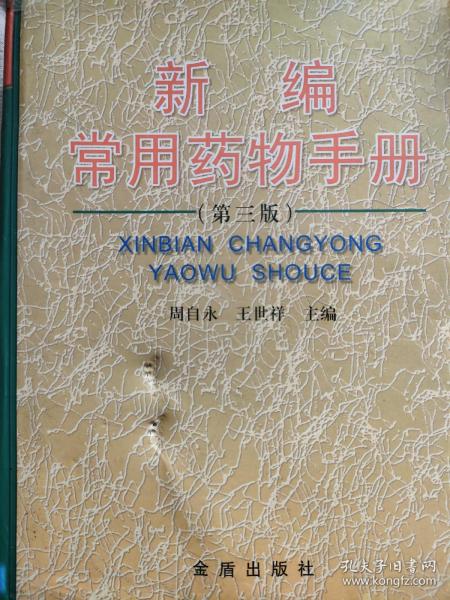 新 编
常用药物手册
(第三版)
XINBIAN CHANGYONG
YAOWU SHOUCE
周自永 王世祥 主编
金盾出版社
孔夫子旧书网
www.kongfz.com